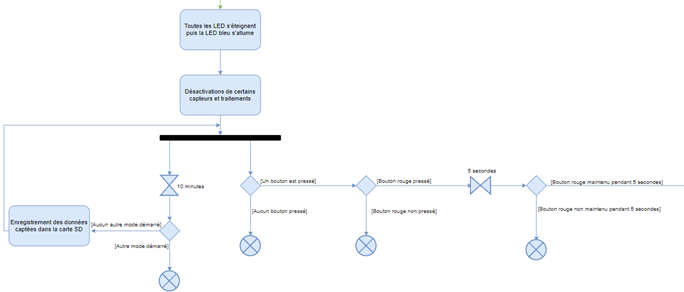 Toutes les LED s'éteignent
puis la LED bleu s'allume
Désactivations de certains
capteurs et traitements
5 secondes
[Un bouton est pressé]
[Bouton rouge pressé]
[Bouton rouge maintenu pendant 5 secondes]
10 minutes
[Aucun bouton pressé]
[Bouton rouge non pressé]
[Bouton rouge non maintenu pendant 5 secondes]
Enregistrement des données
captées dans la carte SD
[Aucun autre mode démarré]
[Autre mode démarré]